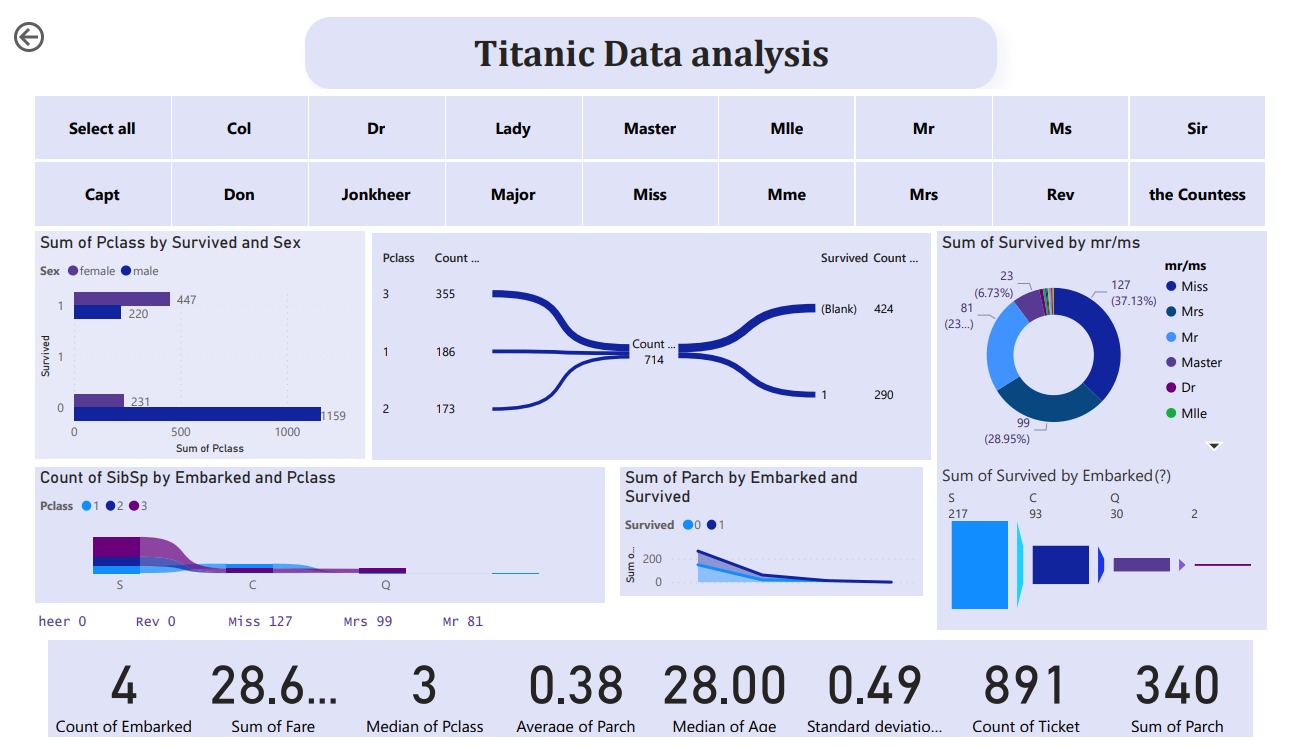 Titanic Data analysis
Select all Col Dr Lady Master Mlle Mr Ms Sir
Capt Don Jonkheer Major Miss Mme Mrs Rev the Countess
Sum of Pclass by Survived and Sex
Sex female male
1
447
220
1
0
231
1159
Survived
0 500 1000
Sum of Pclass
Pclass Count ...
3 355
1 186
2 173
Count ...
714
Survived Count ...
(Blank) 424
1 290
Sum of Survived by mr/ms
23
(6.73%)
81
(23...)
127
(37.13%)
99
(28.95%)
mr/ms
Miss
Mrs
Mr
Master
Dr
Mlle
Count of SibSp by Embarked and Pclass
Pclass 1 2 3
S C Q
Sum of Parch by Embarked and
Survived
Survived 0 1
Sum o...
200
0
Sum of Survived by Embarked(?)
S C Q
217 93 30 2
heer 0 Rev 0 Miss 127 Mrs 99 Mr 81
4 28.6... 3 0.38 28.00 0.49 891 340
Count of Embarked Sum of Fare Median of Pclass Average of Parch Median of Age Standard deviatio... Count of Ticket Sum of Parch